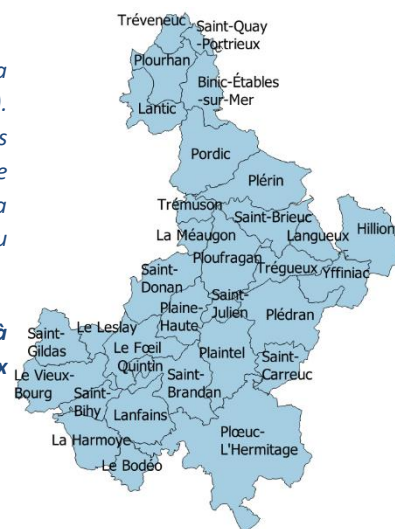 Tréveneuc
Saint-Quay
-Portrieux
Plourhan
Binic-Étables
-sur-Mer
Lantic
Pordic
Plérin
Trémuson
Saint-Brieuc
Hillion
La Méaugon
Langueux
Ploufragan
Trégueux
Yffiniac
Saint-
Donan
Saint-
Julien
Plaine-
Haute
Plédran
Saint-
Gildas
Le Leslay
Le Fœil
Plaintel
Saint-
Carreuc
Quintin
Le Vieux-
Bourg
Saint-
Brandan
Saint-
Bihy
Lanfains
La Harmoye
Plœuc-
L'Hermitage
Le Bodéo
a
).
s
e
a
u
à
x